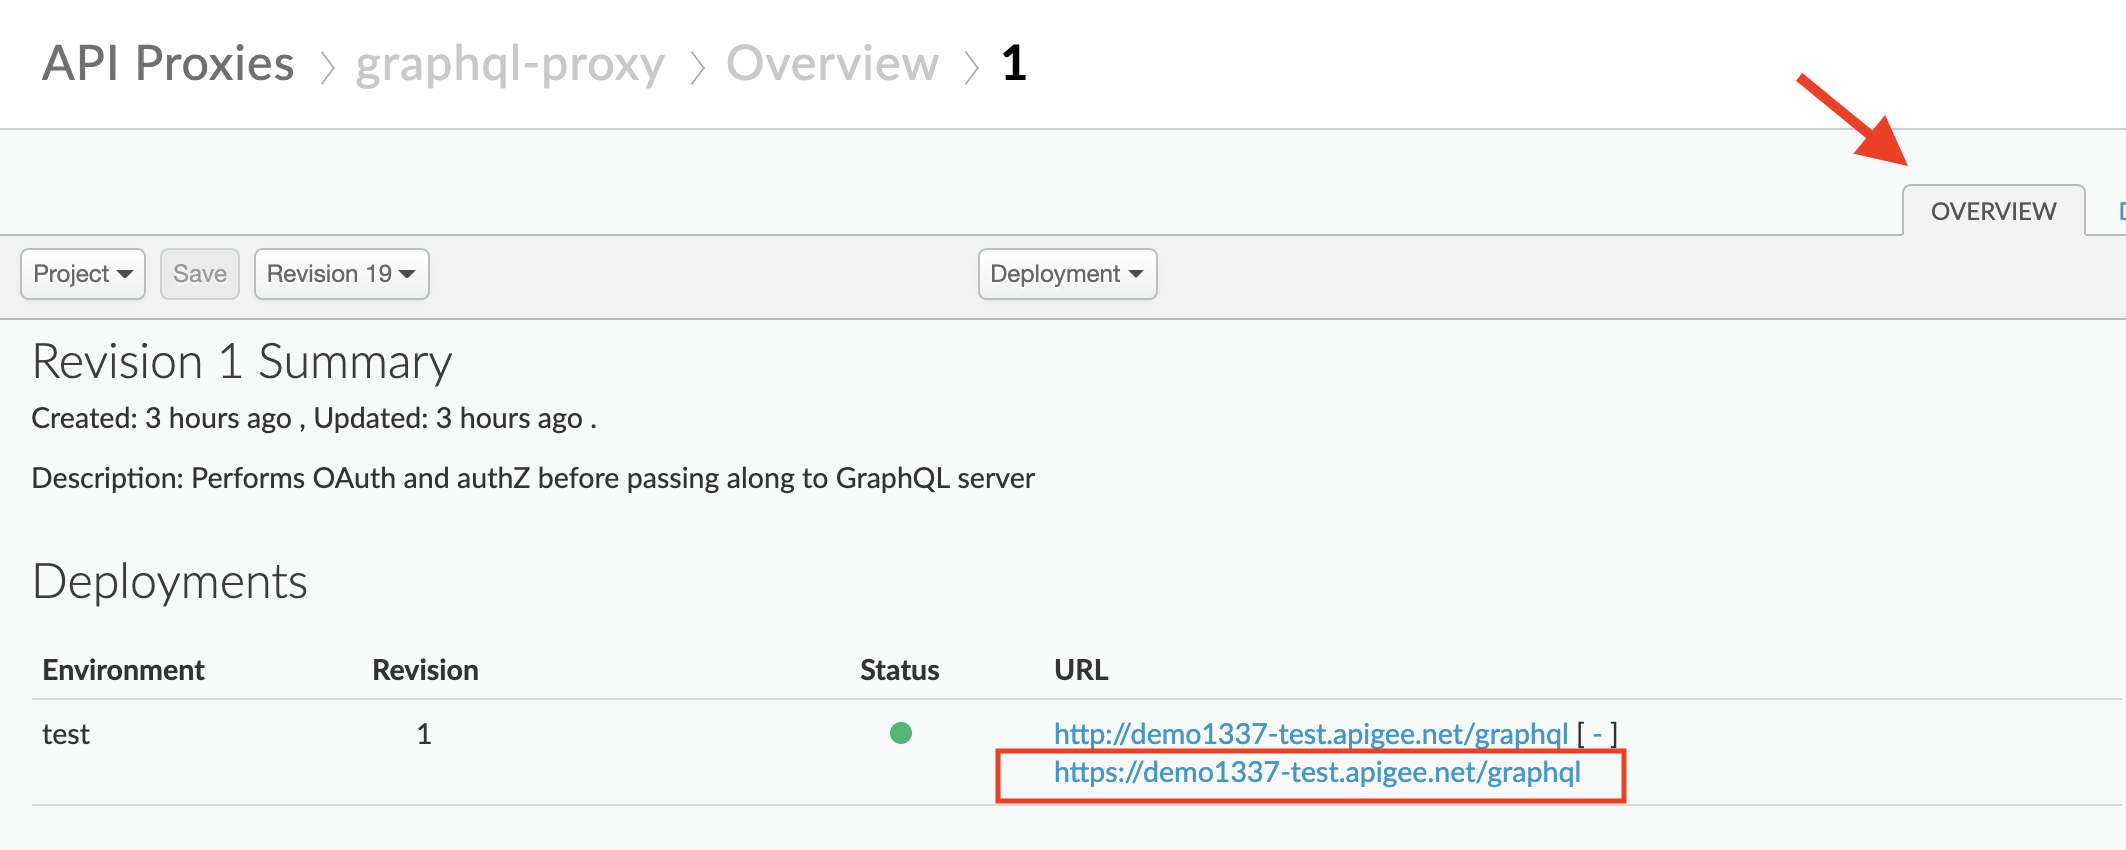 API Proxies > graphql-proxy > Overview > 1
OVERVIEW
Project Save Revision 19 Deployment
Revision 1 Summary
Created: 3 hours ago , Updated: 3 hours ago .
Description: Performs OAuth and authZ before passing along to GraphQL server
Deployments
Environment Revision Status URL
test 1 http://demo1337-test.apigee.net/graphql [ - ]
https://demo1337-test.apigee.net/graphql